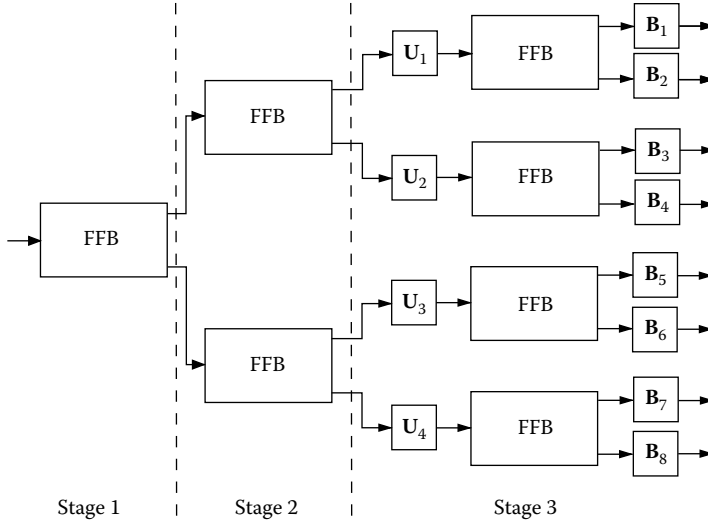 U₁
FFB
B₁
B₂
FFB
U₂
FFB
B₃
B₄
FFB
U₃
FFB
B₅
B₆
FFB
U₄
FFB
B₇
B₈
Stage 1
Stage 2
Stage 3